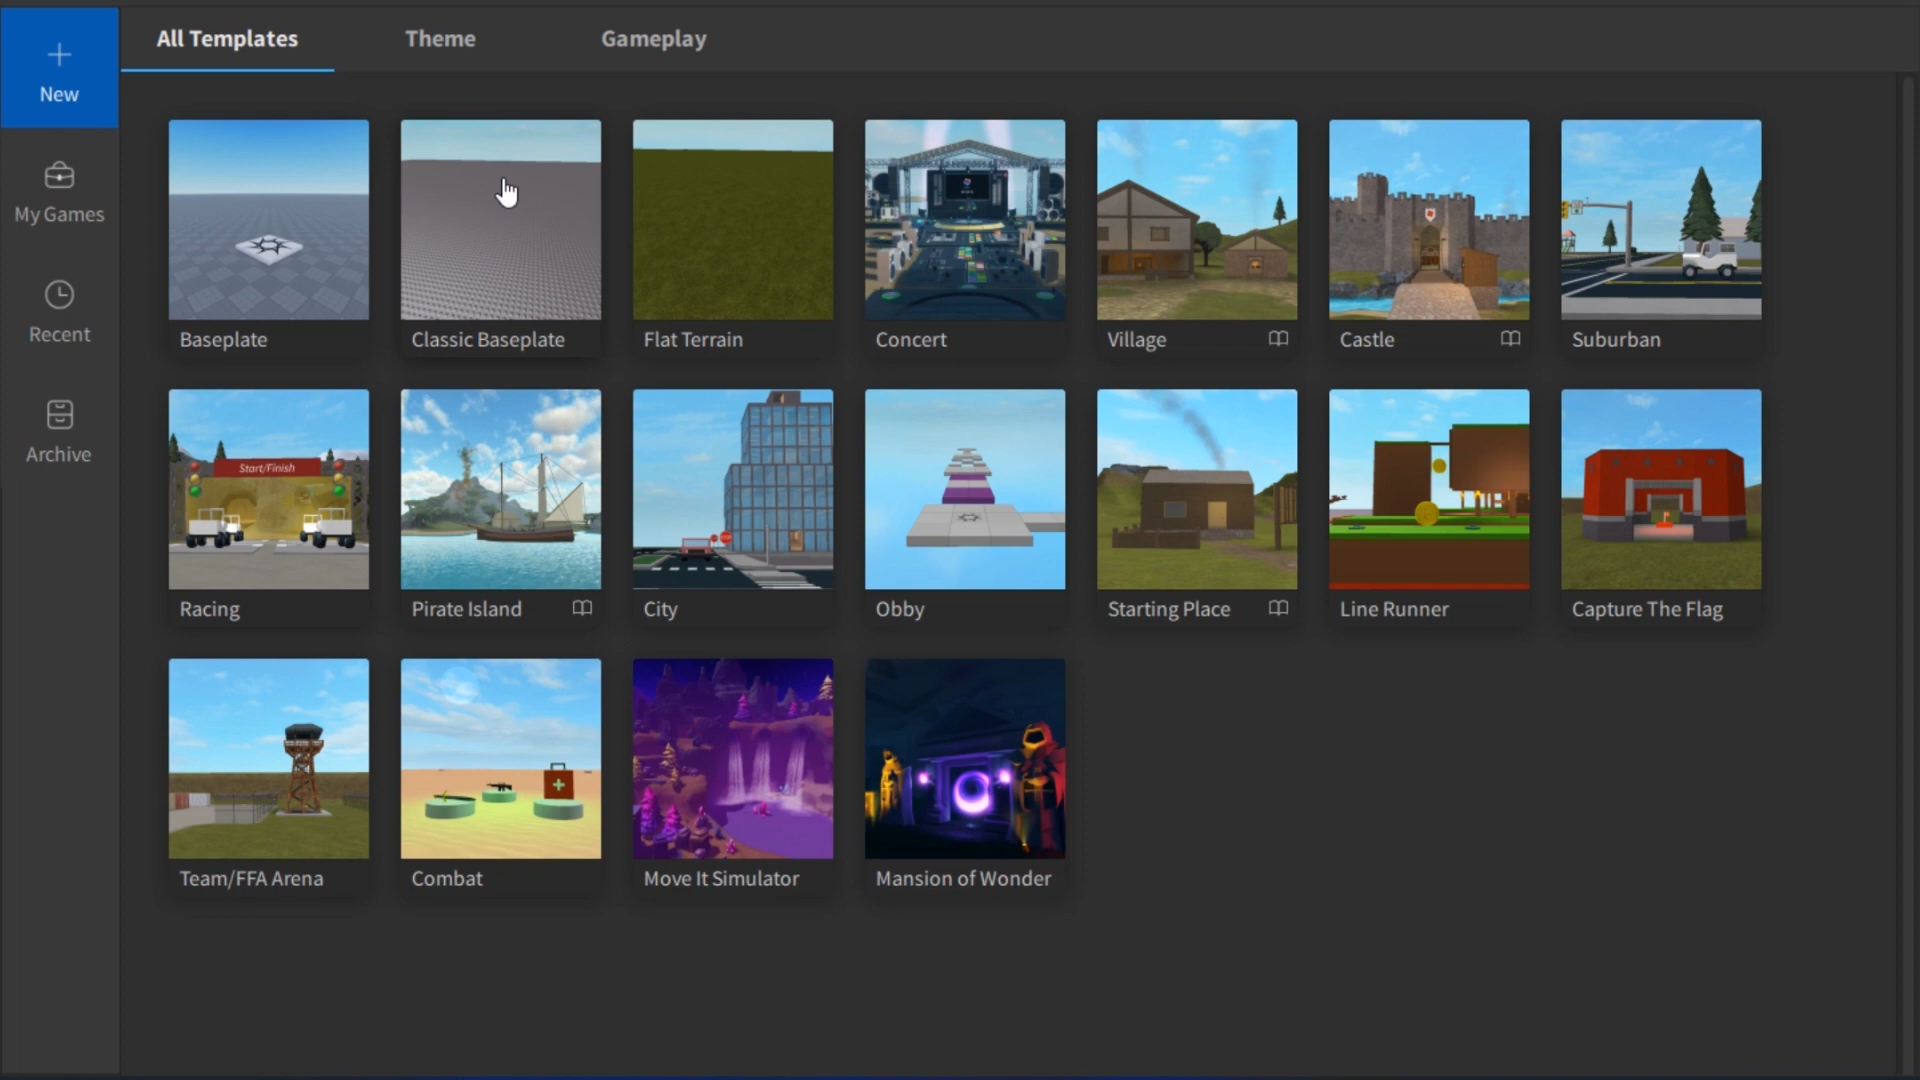 All Templates
Theme
Gameplay
New
My Games
Recent
Archive
Baseplate
Classic Baseplate
Flat Terrain
Concert
Village
Castle
Suburban
Start/Finish
Racing
Pirate Island
City
Obby
Starting Place
Line Runner
Capture The Flag
Team/FFA Arena
Combat
Move It Simulator
Mansion of Wonder